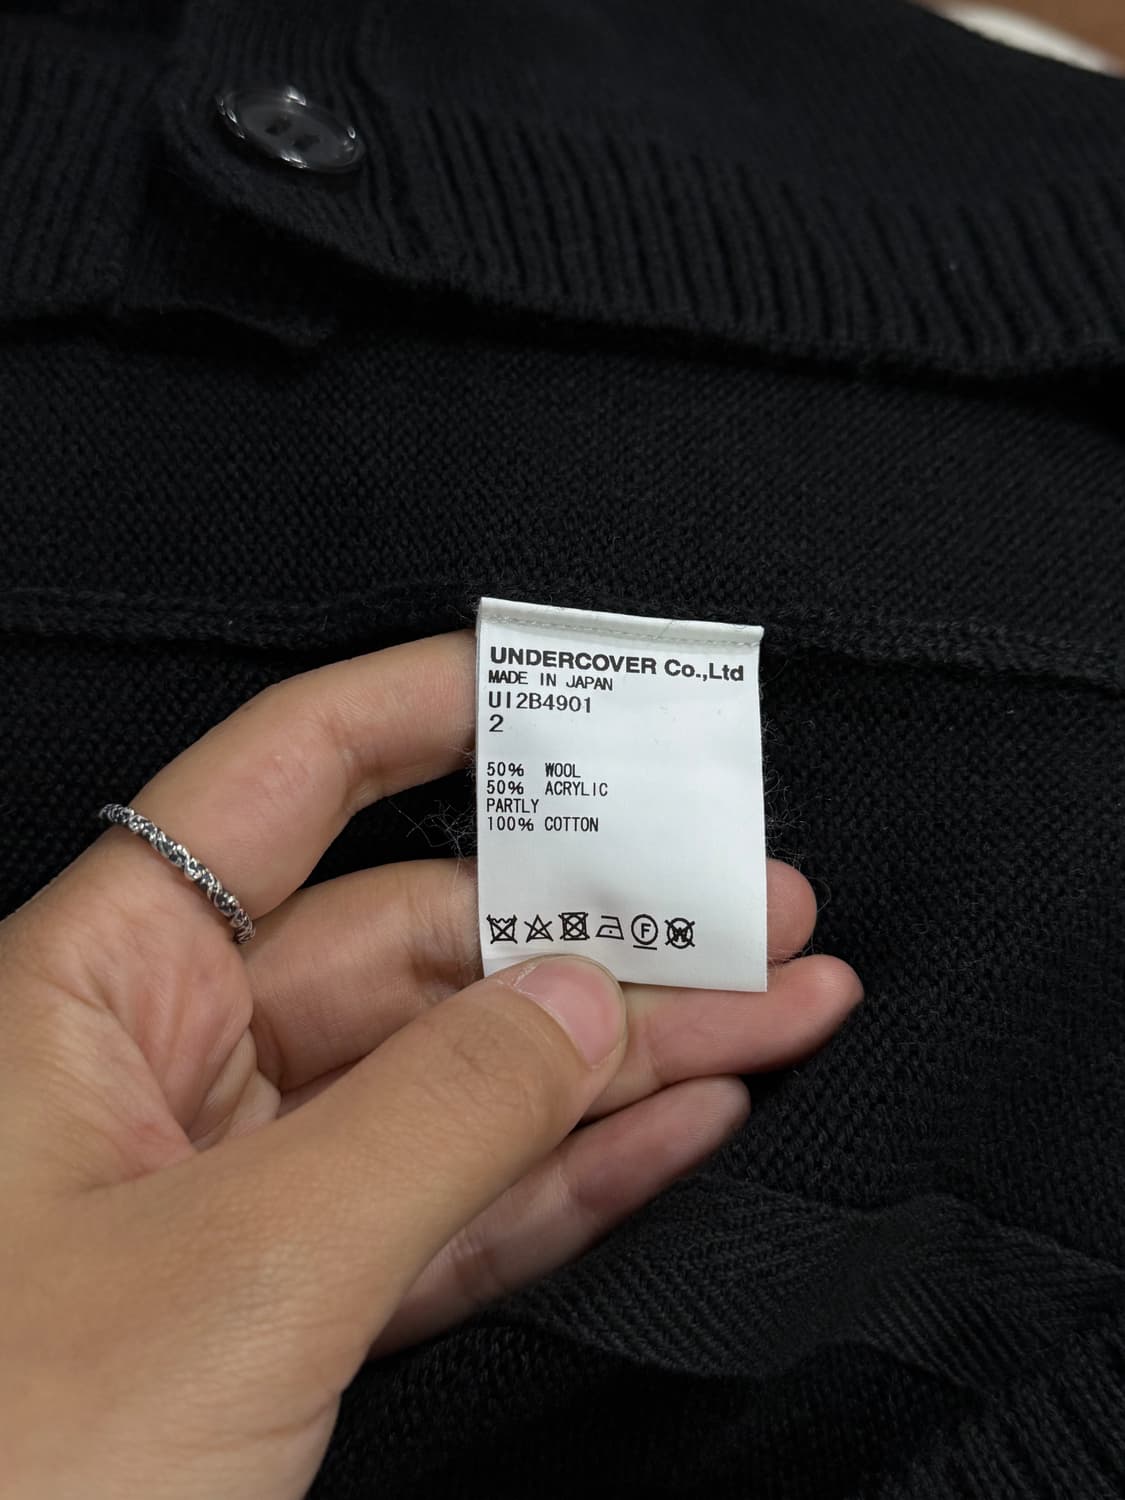 UNDERCOVER Co.,Ltd
MADE IN JAPAN
UI2B4901
2
50% WOOL
50% ACRYLIC
PARTLY
100% COTTON
F
W